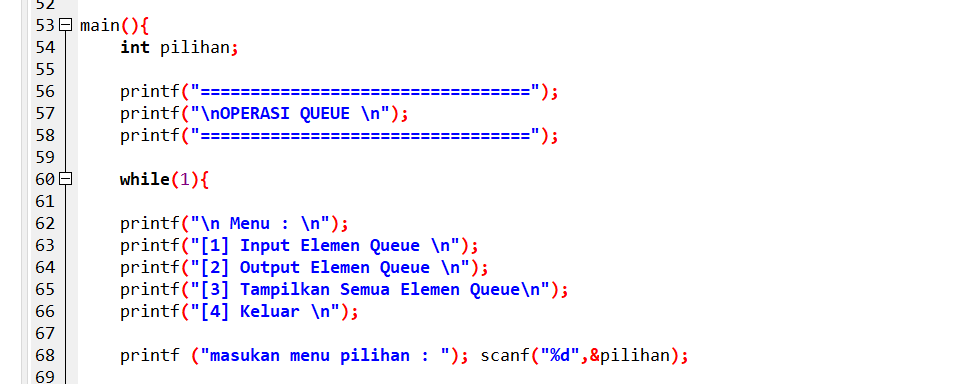 52
53 main(){
54 int pilihan;
55
56 printf("=================================");
57 printf("\nOPERASI QUEUE \n");
58 printf("=================================");
59
60 while(1){
61
62 printf("\n Menu : \n");
63 printf("[1] Input Elemen Queue \n");
64 printf("[2] Output Elemen Queue \n");
65 printf("[3] Tampilkan Semua Elemen Queue\n");
66 printf("[4] Keluar \n");
67
68 printf ("masukan menu pilihan : "); scanf("%d",&pilihan);
69